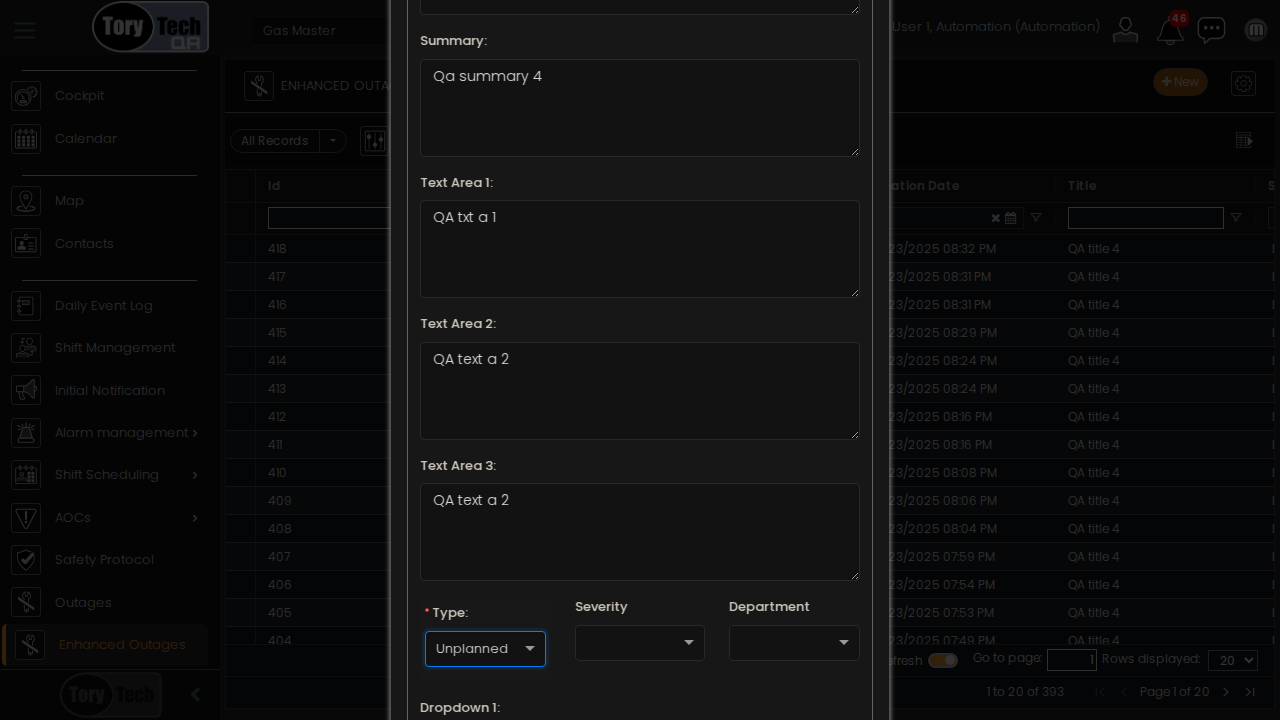 Tory Tech
QA
Gas Master
User 1, Automation (Automation)
46
Cockpit
Calendar
Map
Contacts
Daily Event Log
Shift Management
Initial Notification
Alarm management
Shift Scheduling
AOCs
Safety Protocol
Outages
Enhanced Outages
Tory Tech
ENHANCED OUTA
New
All Records
Id
ation Date
Title
S
418
23/2025 08:32 PM
QA title 4
417
23/2025 08:31 PM
QA title 4
416
23/2025 08:31 PM
QA title 4
415
23/2025 08:29 PM
QA title 4
414
23/2025 08:24 PM
QA title 4
413
23/2025 08:24 PM
QA title 4
412
23/2025 08:16 PM
QA title 4
411
23/2025 08:16 PM
QA title 4
410
23/2025 08:08 PM
QA title 4
409
23/2025 08:06 PM
QA title 4
408
23/2025 08:04 PM
QA title 4
407
23/2025 07:59 PM
QA title 4
406
23/2025 07:54 PM
QA title 4
405
23/2025 07:53 PM
QA title 4
404
23/2025 07:49 PM
QA title 4
efresh
Go to page:
1
Rows displayed:
20
1 to 20 of 393
Page 1 of 20
Summary:
Qa summary 4
Text Area 1:
QA txt a 1
Text Area 2:
QA text a 2
Text Area 3:
QA text a 2
* Type:
Severity
Department
Unplanned
Dropdown 1: